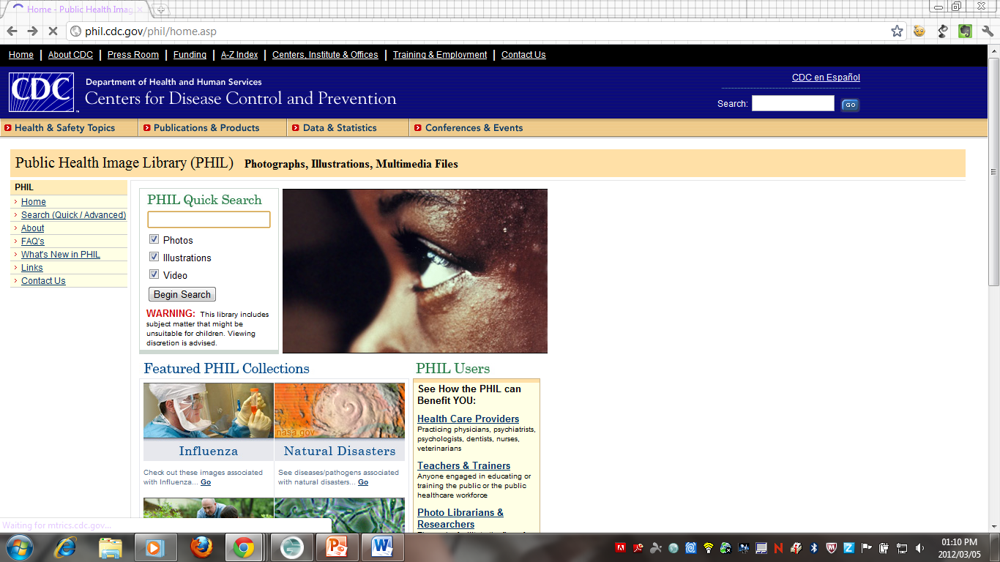 Home - Public Health Imag
phil.cdc.gov/phil/home.asp
Home | About CDC | Press Room | Funding | A-Z Index | Centers, Institute & Offices | Training & Employment | Contact Us
CDC
TM
Department of Health and Human Services
Centers for Disease Control and Prevention
CDC en Español
Search:
GO
Health & Safety Topics
Publications & Products
Data & Statistics
Conferences & Events
Public Health Image Library (PHIL) Photographs, Illustrations, Multimedia Files
PHIL
Home
Search (Quick / Advanced)
About
FAQ's
What's New in PHIL
Links
Contact Us
PHIL Quick Search
Photos
Illustrations
Video
Begin Search
WARNING: This library includes
subject matter that might be
unsuitable for children. Viewing
discretion is advised.
Featured PHIL Collections
nasa.gov
Influenza
Natural Disasters
Check out these images associated
with Influenza... Go
See diseases/pathogens associated
with natural disasters... Go
PHIL Users
See How the PHIL can
Benefit YOU:
Health Care Providers
Practicing physicians, psychiatrists,
psychologists, dentists, nurses,
veterinarians
Teachers & Trainers
Anyone engaged in educating or
training the public or the public
healthcare workforce
Photo Librarians &
Researchers
Waiting for mtrics.cdc.gov...
01:10 PM
2012/03/05